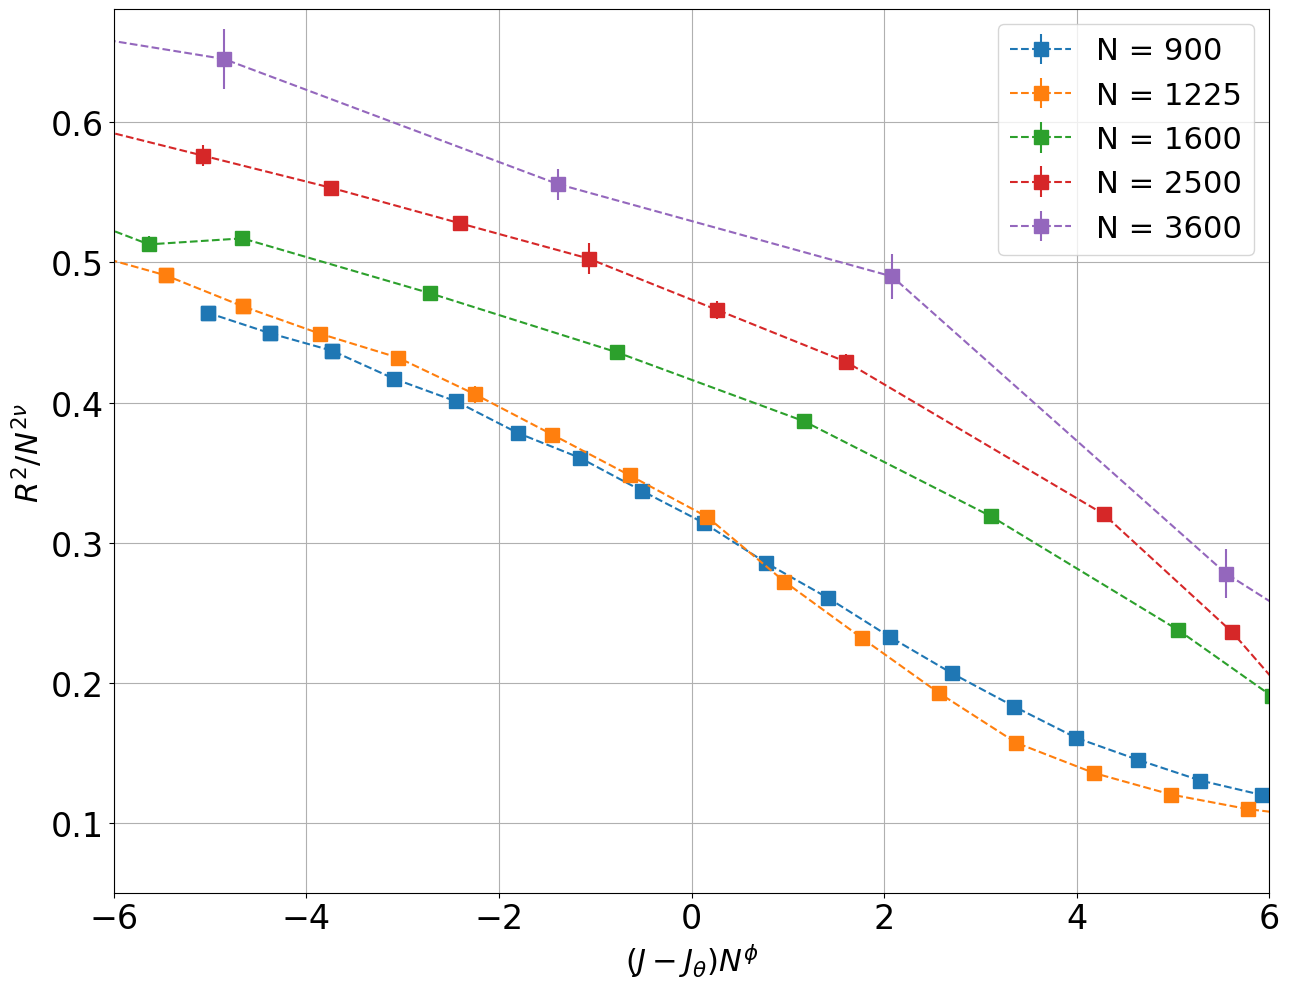 N = 900
N = 1225
N = 1600
N = 2500
N = 3600
0.6
0.5
0.4
0.3
0.2
0.1
R²/N²ᵛ
−6 −4 −2 0 2 4 6
(J − J_θ)N^ϕ